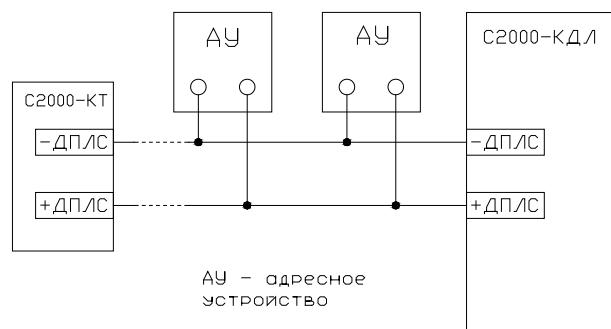 АУ
АУ
С2000-КДЛ
С2000-КТ
-ДПЛС
-ДПЛС
+ДПЛС
+ДПЛС
АУ - адресное
устройство